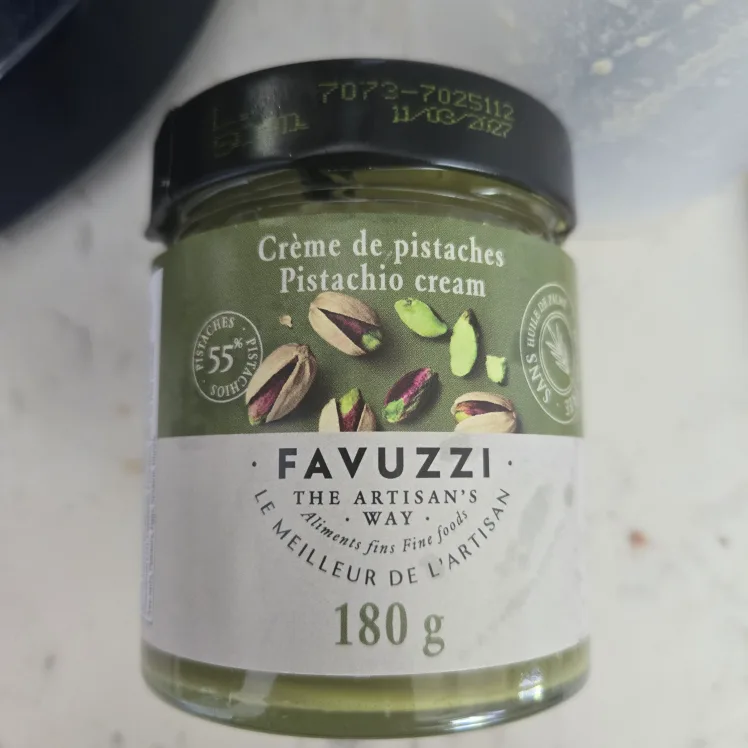 7073-7025112
11/03/2027
Crème de pistaches
Pistachio cream
PISTACHES · PISTACHIOS ·
55%
SANS HUILE DE PALME
· FAVUZZI ·
THE ARTISAN'S
· WAY ·
Aliments fins Fine foods
LE MEILLEUR DE L'ARTISAN
180 g